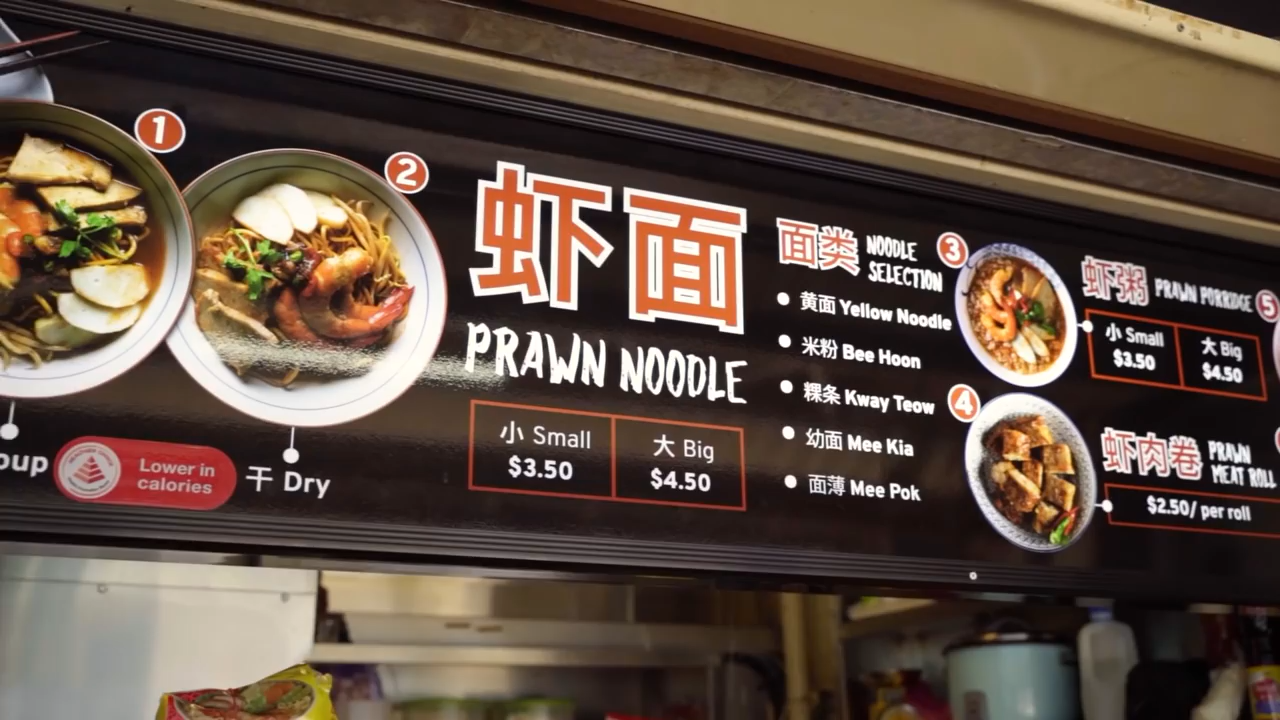 1
2
oup
Lower in
calories
干 Dry
虾面
PRAWN NOODLE
小 Small
$3.50
大 Big
$4.50
面类 NOODLE
SELECTION
黄面 Yellow Noodle
米粉 Bee Hoon
粿条 Kway Teow
幼面 Mee Kia
面薄 Mee Pok
3
虾粥 PRAWN PORRIDGE
小 Small
$3.50
大 Big
$4.50
4
虾肉卷 PRAWN
MEAT ROLL
$2.50/ per roll
5